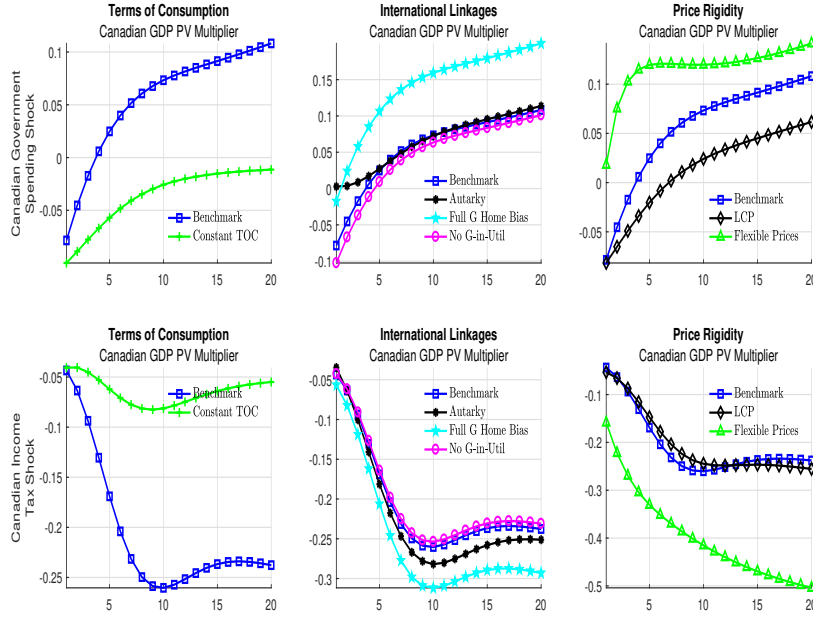 Terms of Consumption
Canadian GDP PV Multiplier
Canadian Government
Spending Shock
0.1
0.05
0
-0.05
5
10
15
20
Benchmark
Constant TOC
International Linkages
Canadian GDP PV Multiplier
0.15
0.1
0.05
0
-0.05
-0.1
5
10
15
20
Benchmark
Autarky
Full G Home Bias
No G-in-Util
Price Rigidity
Canadian GDP PV Multiplier
0.1
0.05
0
-0.05
5
10
15
20
Benchmark
LCP
Flexible Prices
Terms of Consumption
Canadian GDP PV Multiplier
Canadian Income
Tax Shock
-0.05
-0.1
-0.15
-0.2
-0.25
5
10
15
20
Benchmark
Constant TOC
International Linkages
Canadian GDP PV Multiplier
-0.05
-0.1
-0.15
-0.2
-0.25
-0.3
5
10
15
20
Benchmark
Autarky
Full G Home Bias
No G-in-Util
Price Rigidity
Canadian GDP PV Multiplier
-0.1
-0.2
-0.3
-0.4
-0.5
5
10
15
20
Benchmark
LCP
Flexible Prices